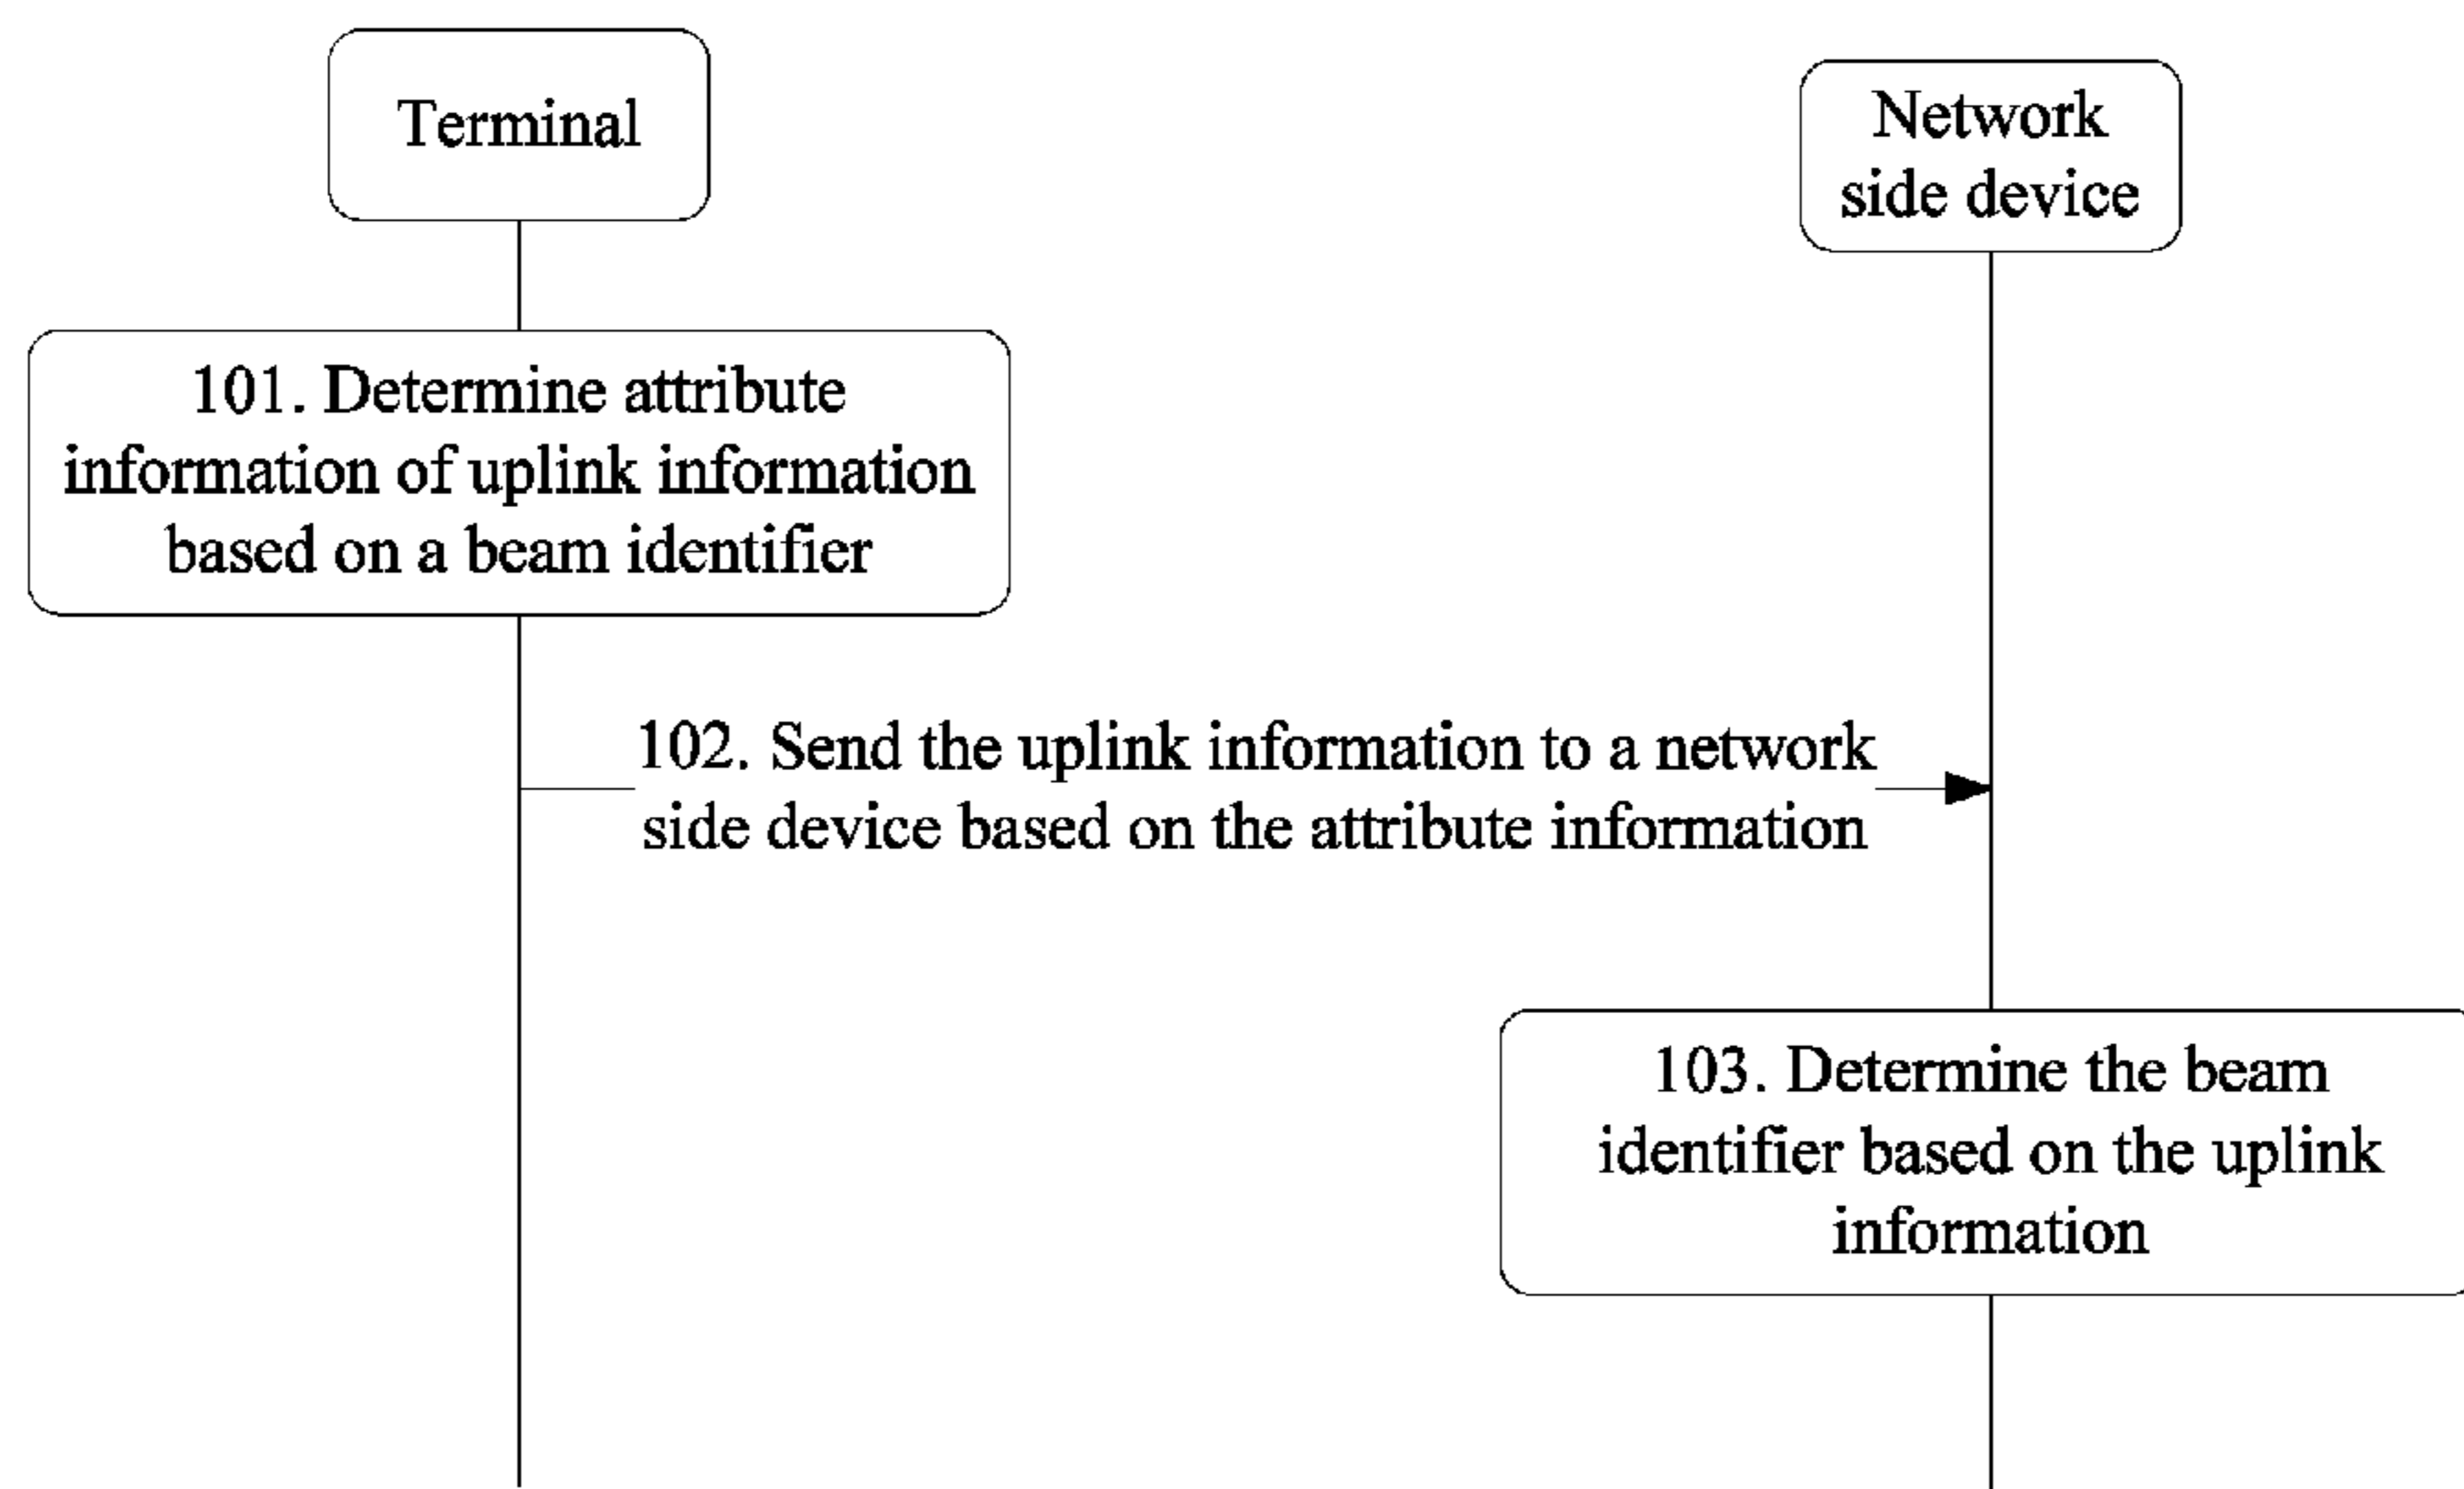 Terminal
Network
side device
101. Determine attribute
information of uplink information
based on a beam identifier
102. Send the uplink information to a network
side device based on the attribute information
103. Determine the beam
identifier based on the uplink
information